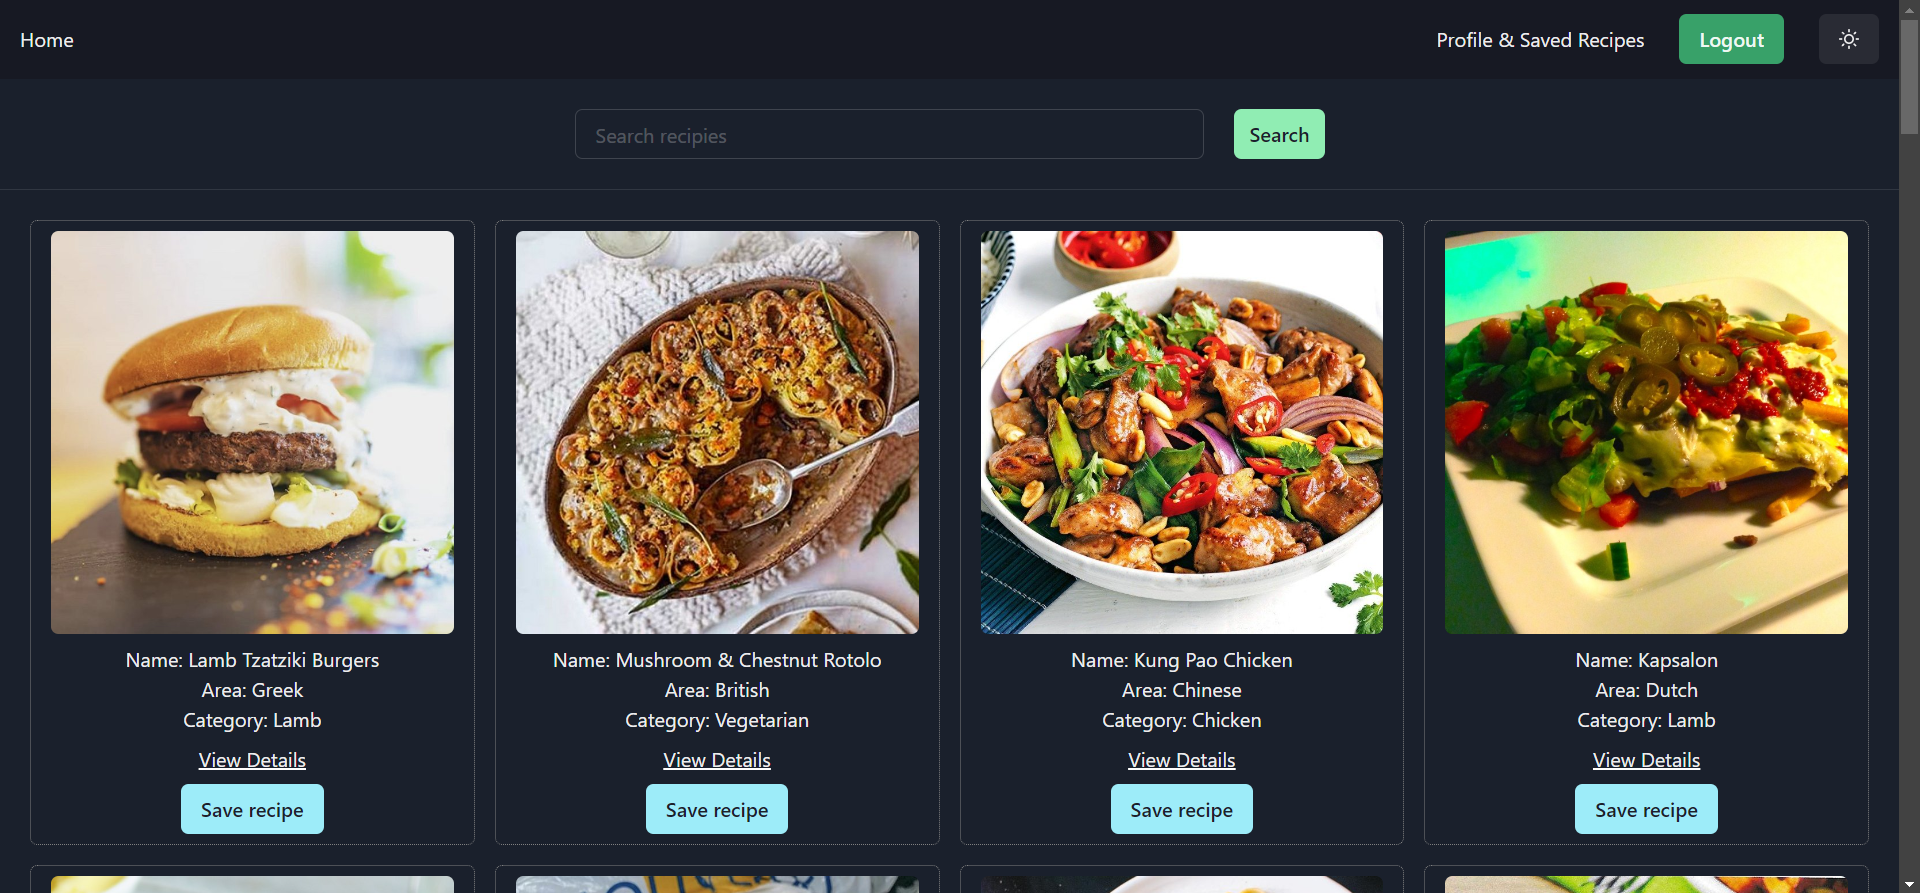 Home
Profile & Saved Recipes
Logout
Search recipies
Search
Name: Lamb Tzatziki Burgers
Area: Greek
Category: Lamb
View Details
Save recipe
Name: Mushroom & Chestnut Rotolo
Area: British
Category: Vegetarian
View Details
Save recipe
Name: Kung Pao Chicken
Area: Chinese
Category: Chicken
View Details
Save recipe
Name: Kapsalon
Area: Dutch
Category: Lamb
View Details
Save recipe